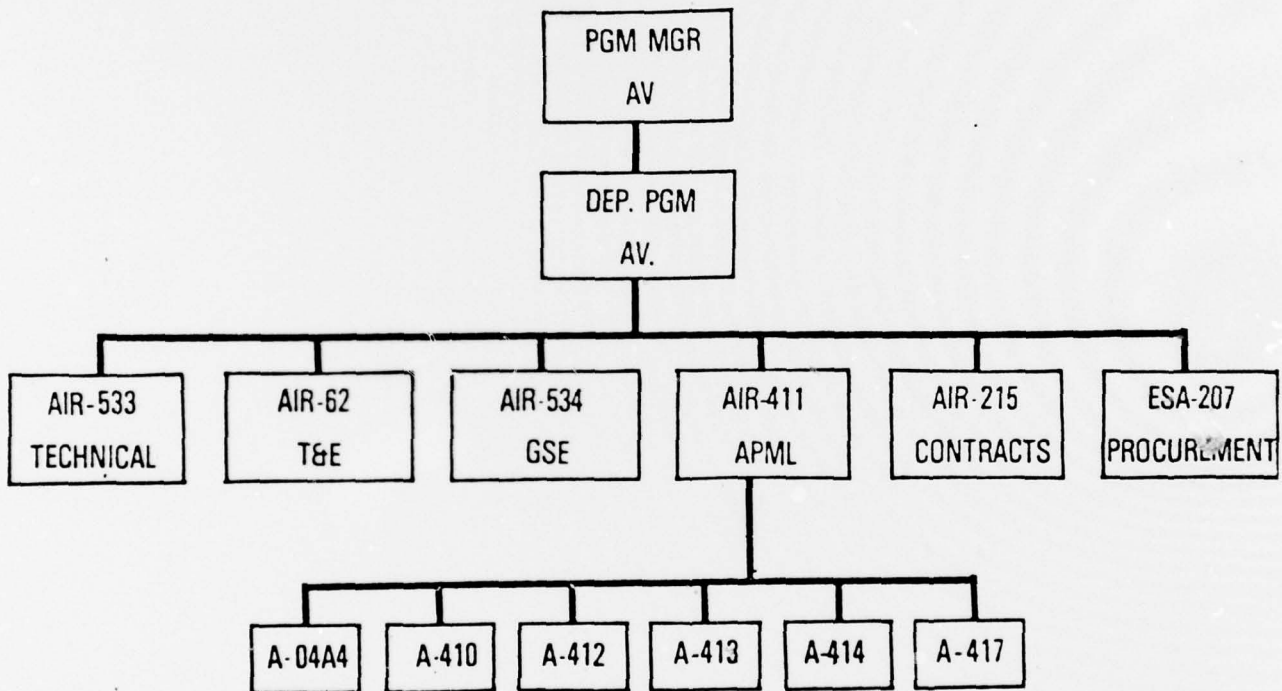 PGM MGR
AV
DEP. PGM
AV.
AIR-533
TECHNICAL
AIR-62
T&E
AIR-534
GSE
AIR-411
APML
AIR-215
CONTRACTS
ESA-207
PROCUREMENT
A-04A4
A-410
A-412
A-413
A-414
A-417